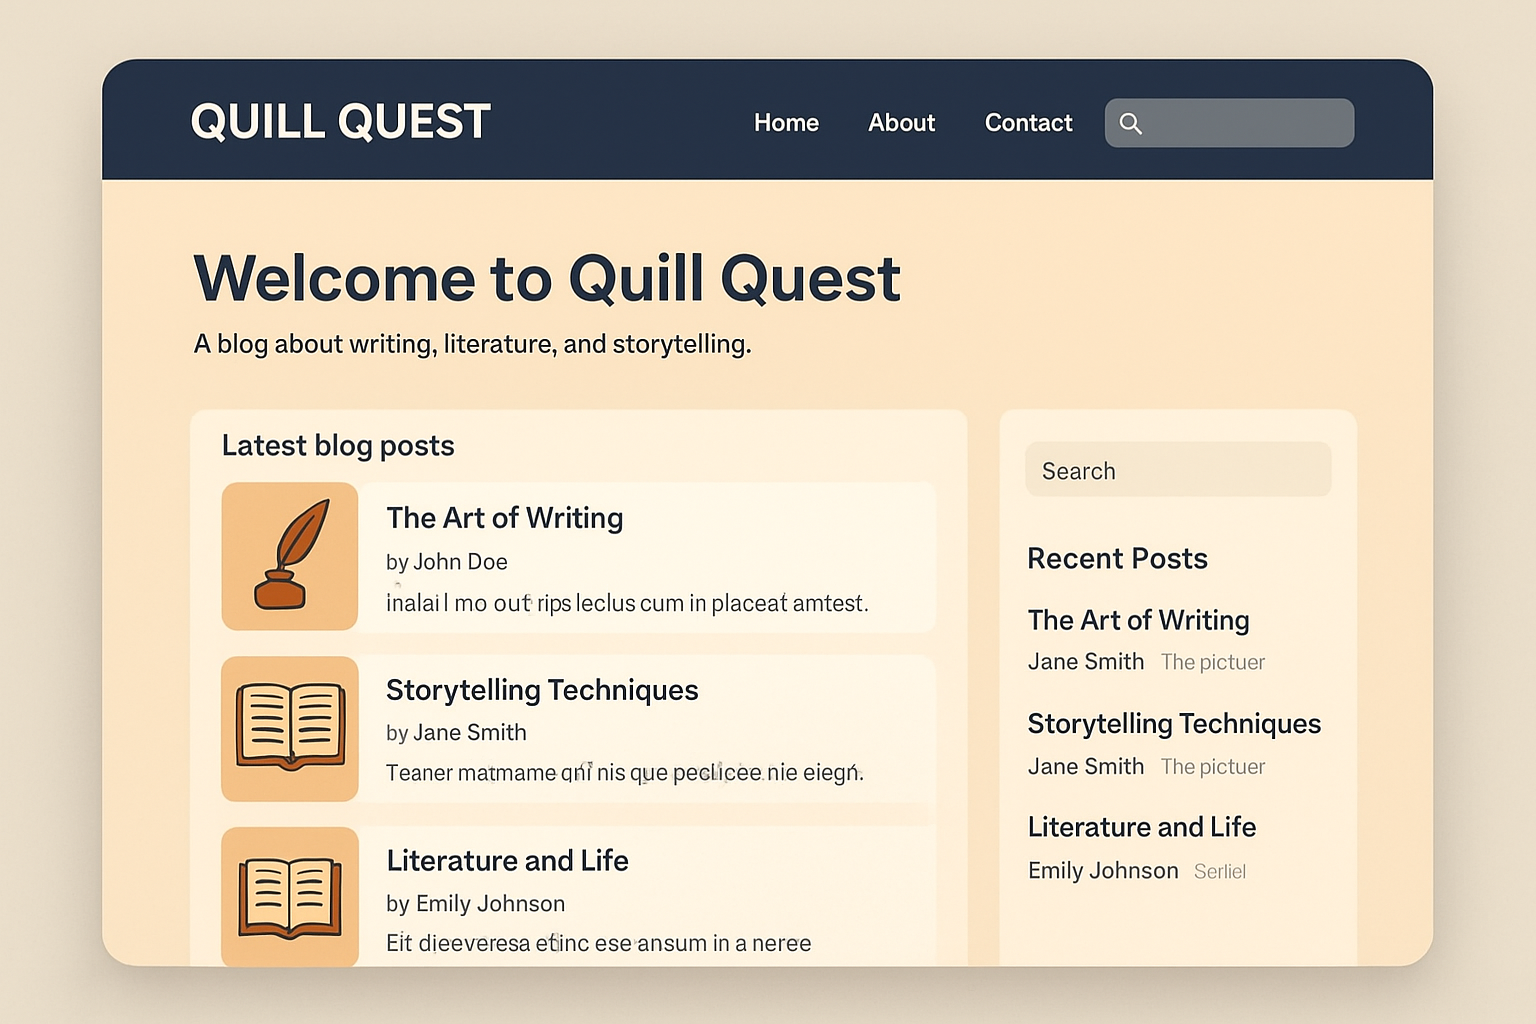 QUILL QUEST
Home About Contact
Welcome to Quill Quest
A blog about writing, literature, and storytelling.
Latest blog posts
The Art of Writing
by John Doe
inalail mo out rips leclus cum in placeat amtest.
Storytelling Techniques
by Jane Smith
Teaner matmame nis que peclicee nie eiegń.
Literature and Life
by Emily Johnson
Eit dieeveresa etinc ese ansum in a neree
Search
Recent Posts
The Art of Writing
Jane Smith The pictuer
Storytelling Techniques
Jane Smith The pictuer
Literature and Life
Emily Johnson Serliel